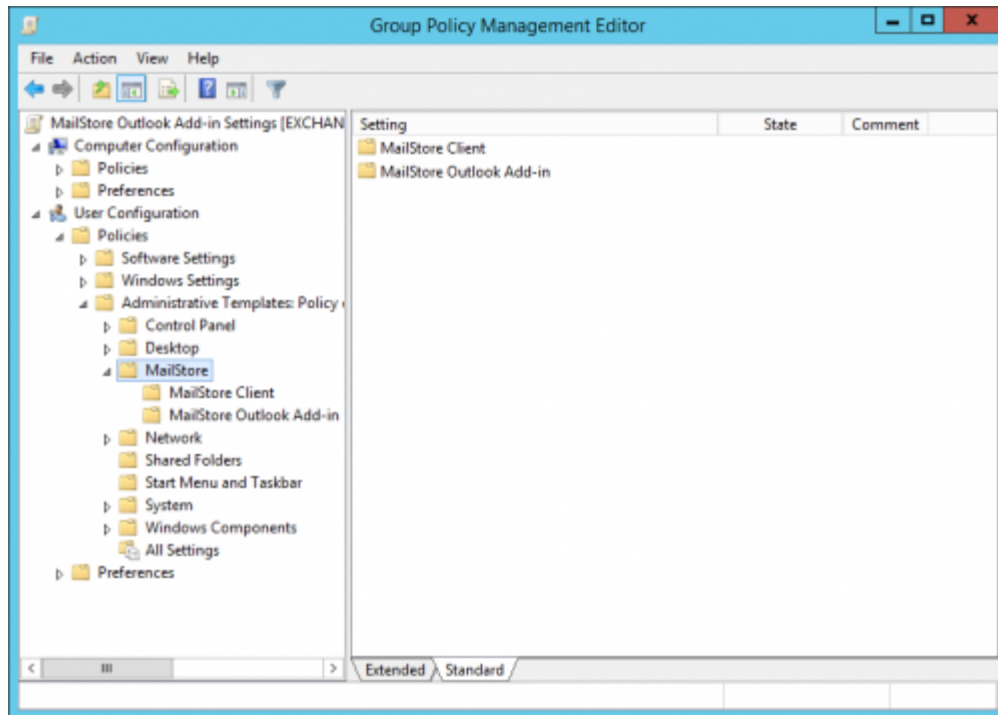 Group Policy Management Editor
File Action View Help
MailStore Outlook Add-in Settings [EXCHAN
Computer Configuration
Policies
Preferences
User Configuration
Policies
Software Settings
Windows Settings
Administrative Templates: Policy
Control Panel
Desktop
MailStore
MailStore Client
MailStore Outlook Add-in
Network
Shared Folders
Start Menu and Taskbar
System
Windows Components
All Settings
Preferences
Setting State Comment
MailStore Client
MailStore Outlook Add-in
Extended Standard